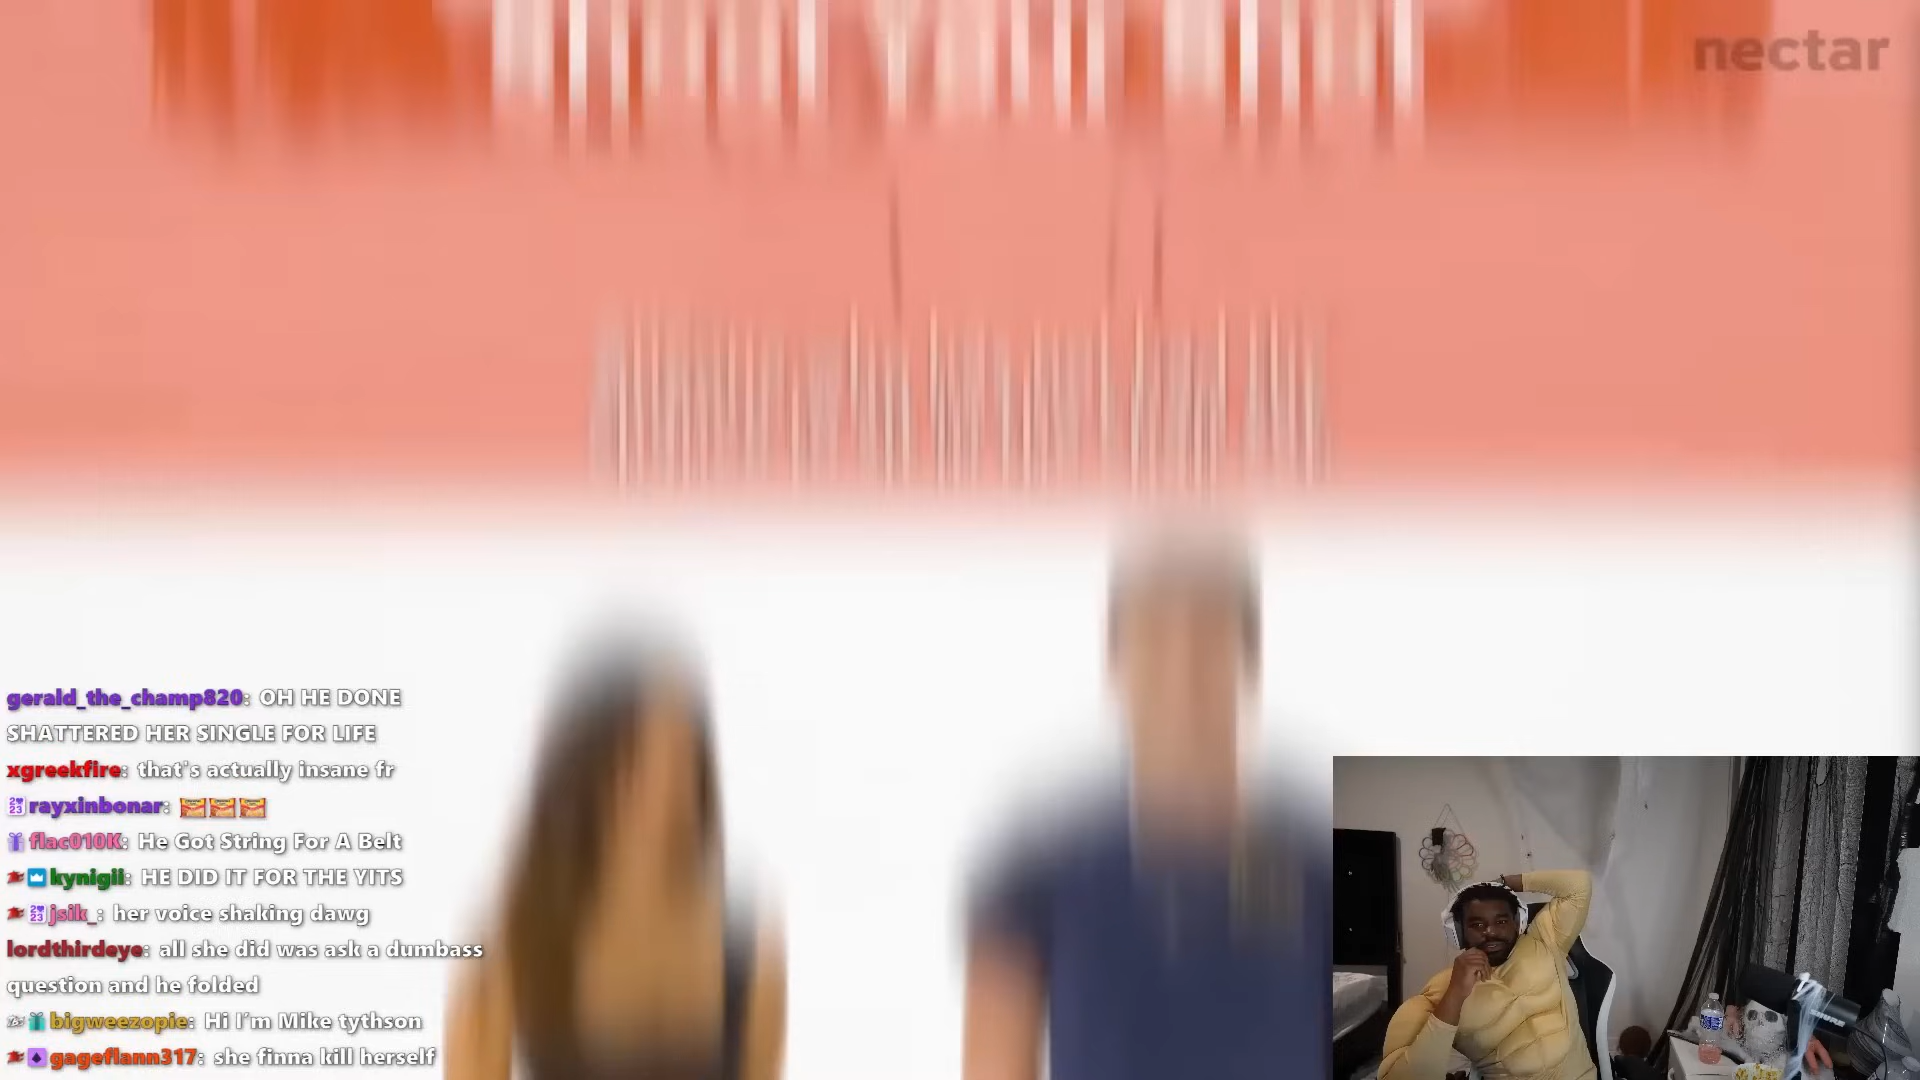 nectar
gerald_the_champ820: OH HE DONE
SHATTERED HER SINGLE FOR LIFE
xgreekfire: that's actually insane fr
rayxinbonar:
flac010K: He Got String For A Belt
kynigii: HE DID IT FOR THE YITS
jsik_: her voice shaking dawg
lordthirdeye: all she did was ask a dumbass
question and he folded
bigweezopie: Hi I'm Mike tythson
gageflann317: she finna kill herself